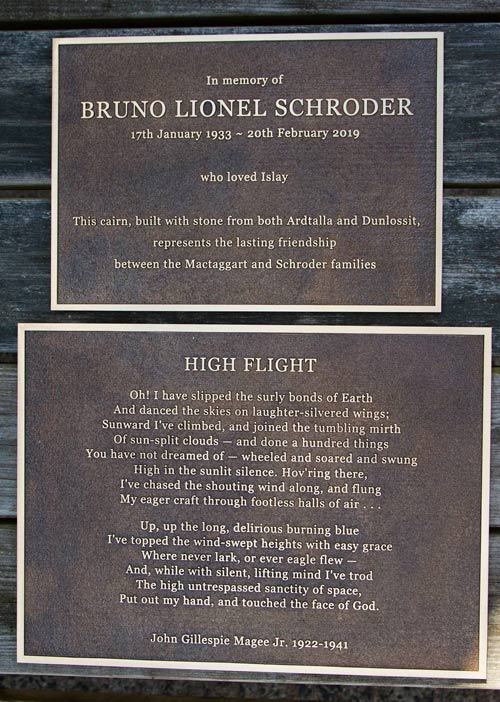 In memory of
BRUNO LIONEL SCHRODER
17th January 1933 ~ 20th February 2019
who loved Islay
This cairn, built with stone from both Ardtalla and Dunlossit,
represents the lasting friendship
between the Mactaggart and Schroder families
HIGH FLIGHT
Oh! I have slipped the surly bonds of Earth
And danced the skies on laughter-silvered wings;
Sunward I've climbed, and joined the tumbling mirth
Of sun-split clouds — and done a hundred things
You have not dreamed of — wheeled and soared and swung
High in the sunlit silence. Hov'ring there,
I've chased the shouting wind along, and flung
My eager craft through footless halls of air . . .
Up, up the long, delirious burning blue
I've topped the wind-swept heights with easy grace
Where never lark, or ever eagle flew —
And, while with silent, lifting mind I've trod
The high untrespassed sanctity of space,
Put out my hand, and touched the face of God.
John Gillespie Magee Jr. 1922-1941